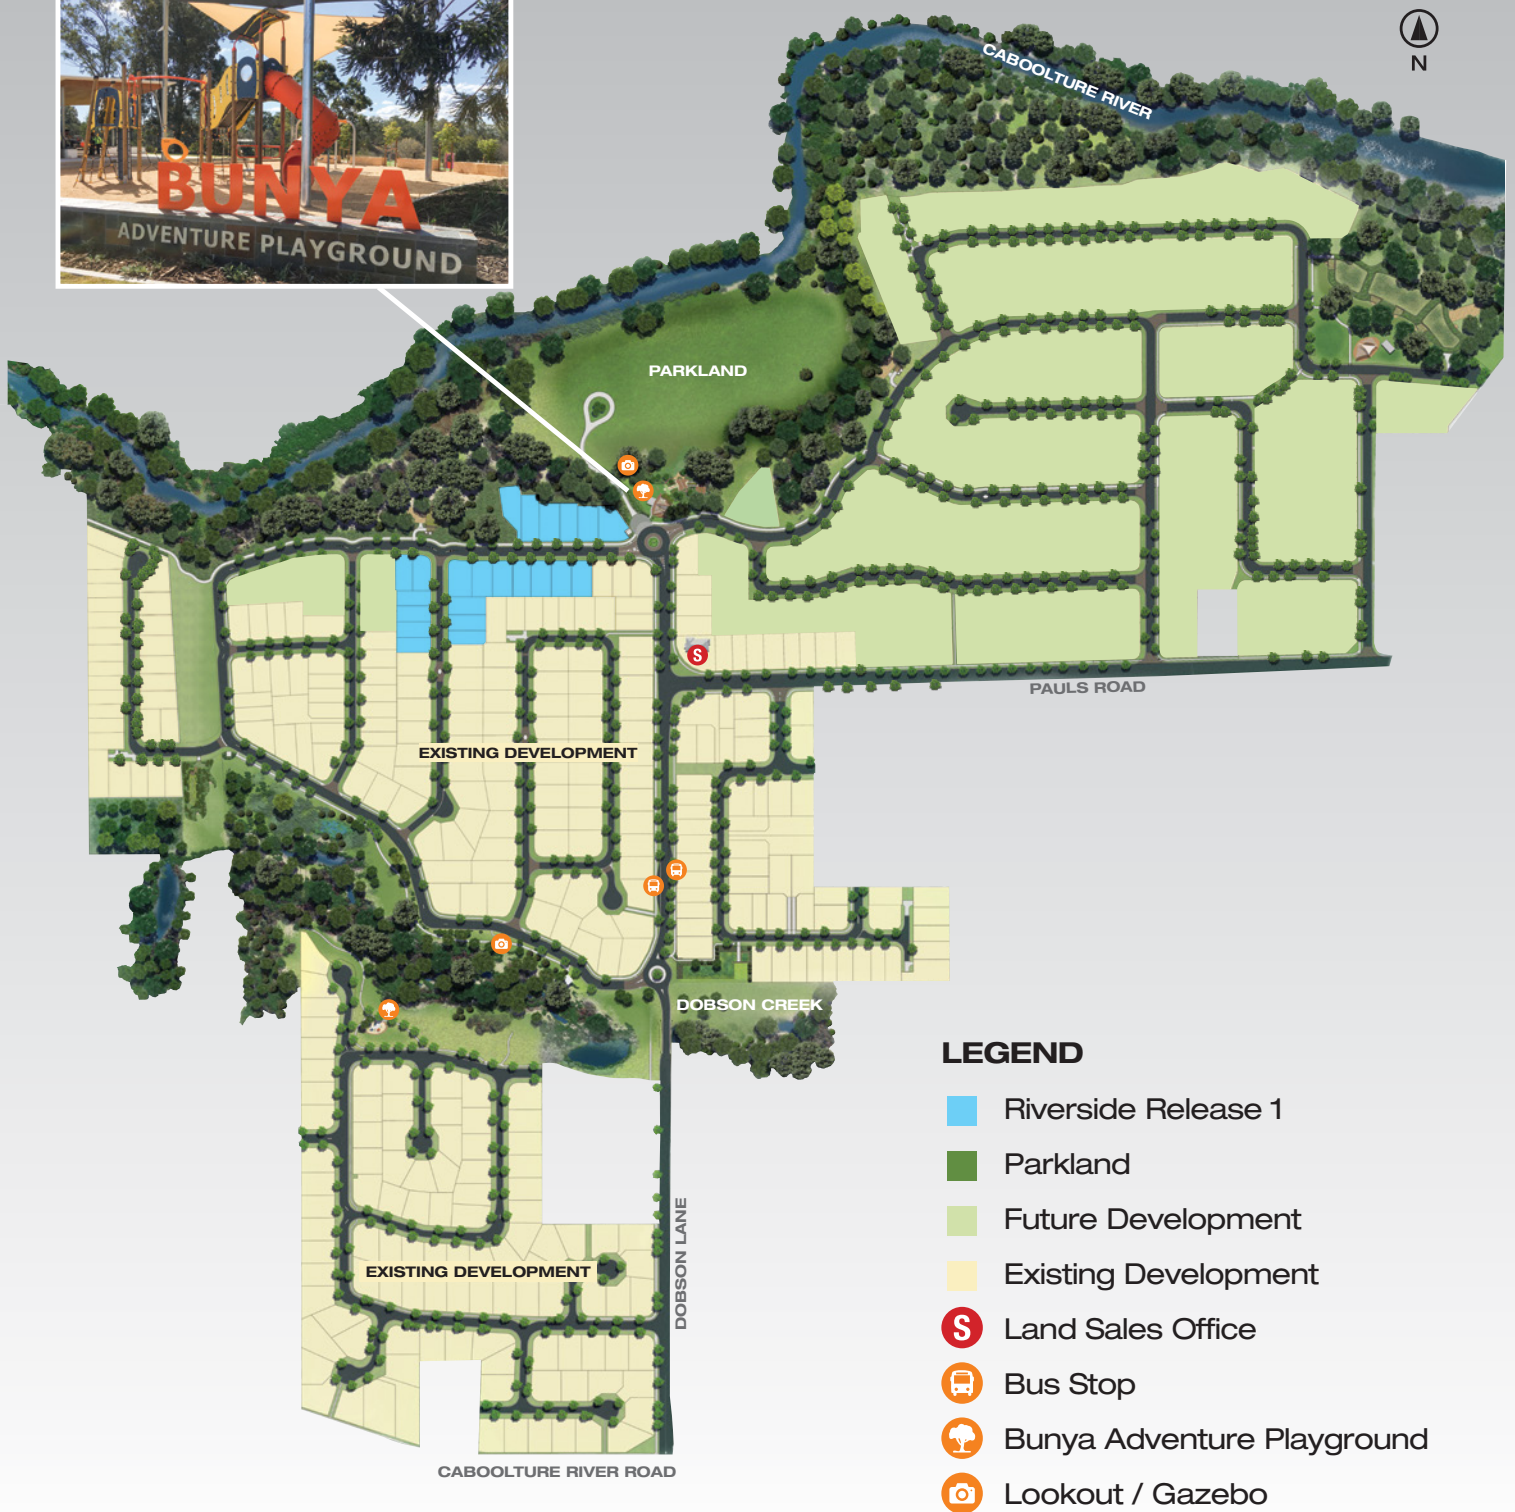 BUNYA
ADVENTURE PLAYGROUND
N
CABOOLTURE RIVER
PARKLAND
S
PAULS ROAD
EXISTING DEVELOPMENT
DOBSON CREEK
DOBSON LANE
EXISTING DEVELOPMENT
CABOOLTURE RIVER ROAD
LEGEND
Riverside Release 1
Parkland
Future Development
Existing Development
S Land Sales Office
Bus Stop
Bunya Adventure Playground
Lookout / Gazebo